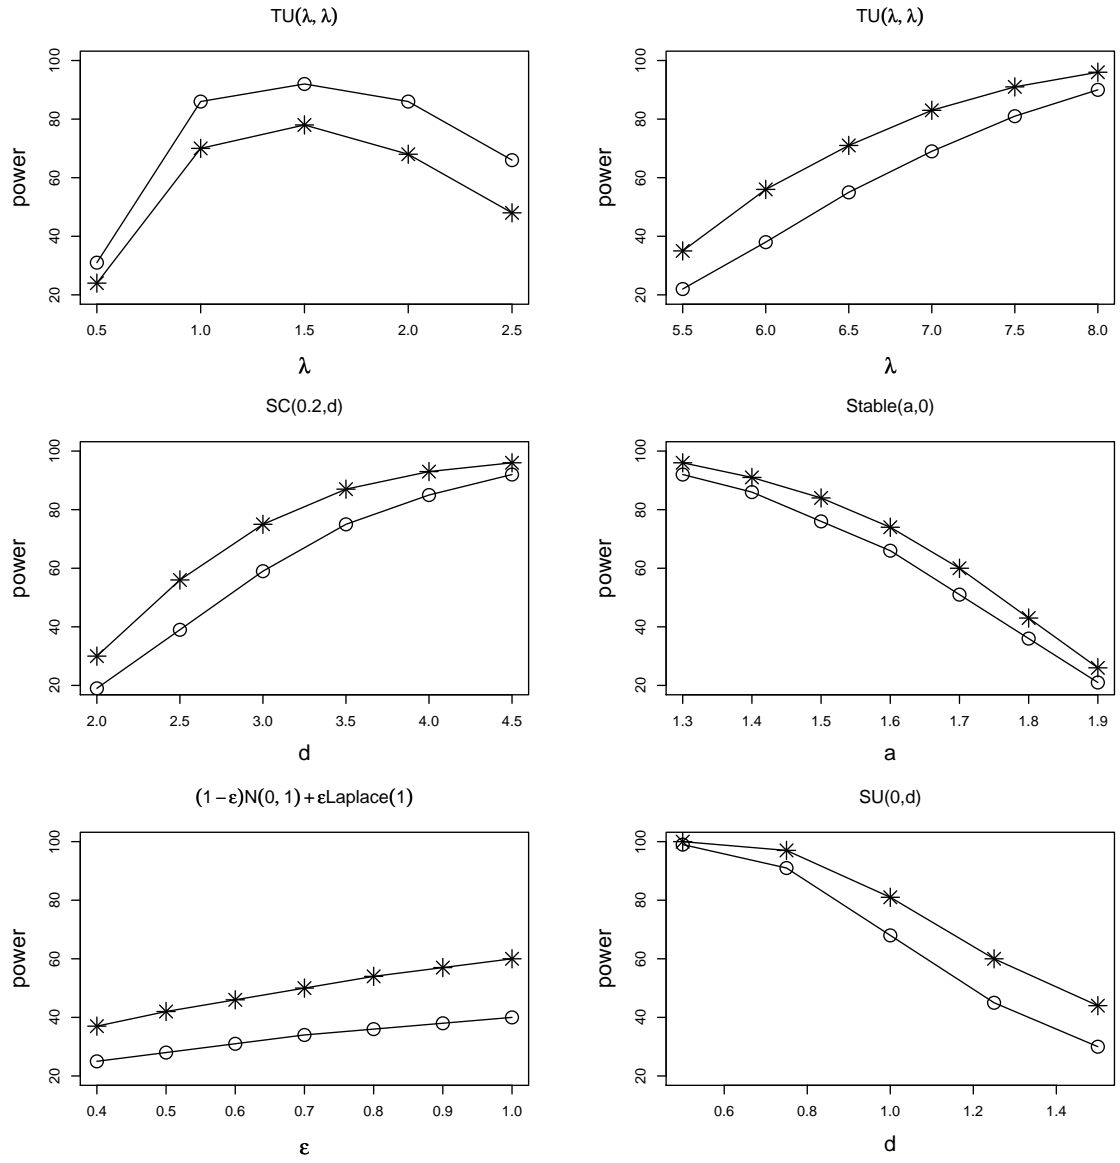 TU(λ, λ)
power
20 40 60 80 100
0.5 1.0 1.5 2.0 2.5
λ
TU(λ, λ)
power
20 40 60 80 100
5.5 6.0 6.5 7.0 7.5 8.0
λ
SC(0.2,d)
power
20 40 60 80 100
2.0 2.5 3.0 3.5 4.0 4.5
d
Stable(a,0)
power
20 40 60 80 100
1.3 1.4 1.5 1.6 1.7 1.8 1.9
a
(1−ε)N(0, 1)+εLaplace(1)
power
20 40 60 80 100
0.4 0.5 0.6 0.7 0.8 0.9 1.0
ε
SU(0,d)
power
20 40 60 80 100
0.6 0.8 1.0 1.2 1.4
d